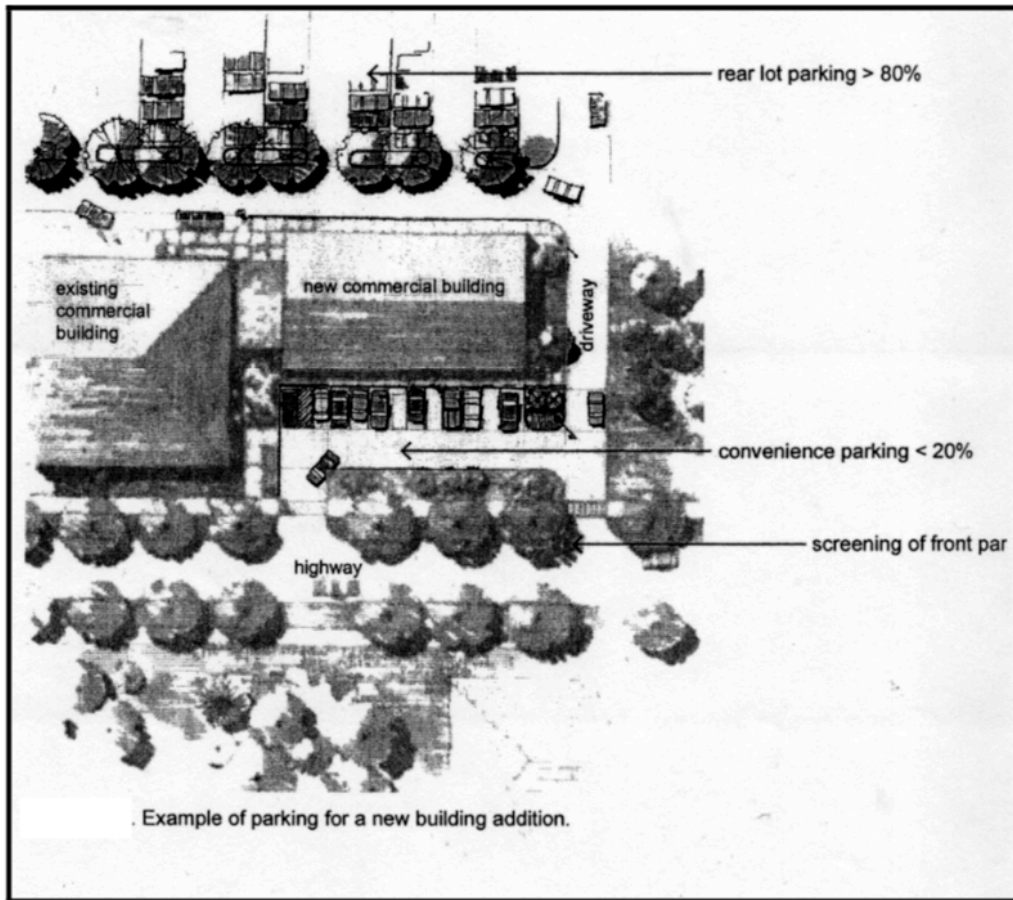 rear lot parking > 80%
existing
commercial
building
new commercial building
driveway
convenience parking < 20%
screening of front par
highway
. Example of parking for a new building addition.